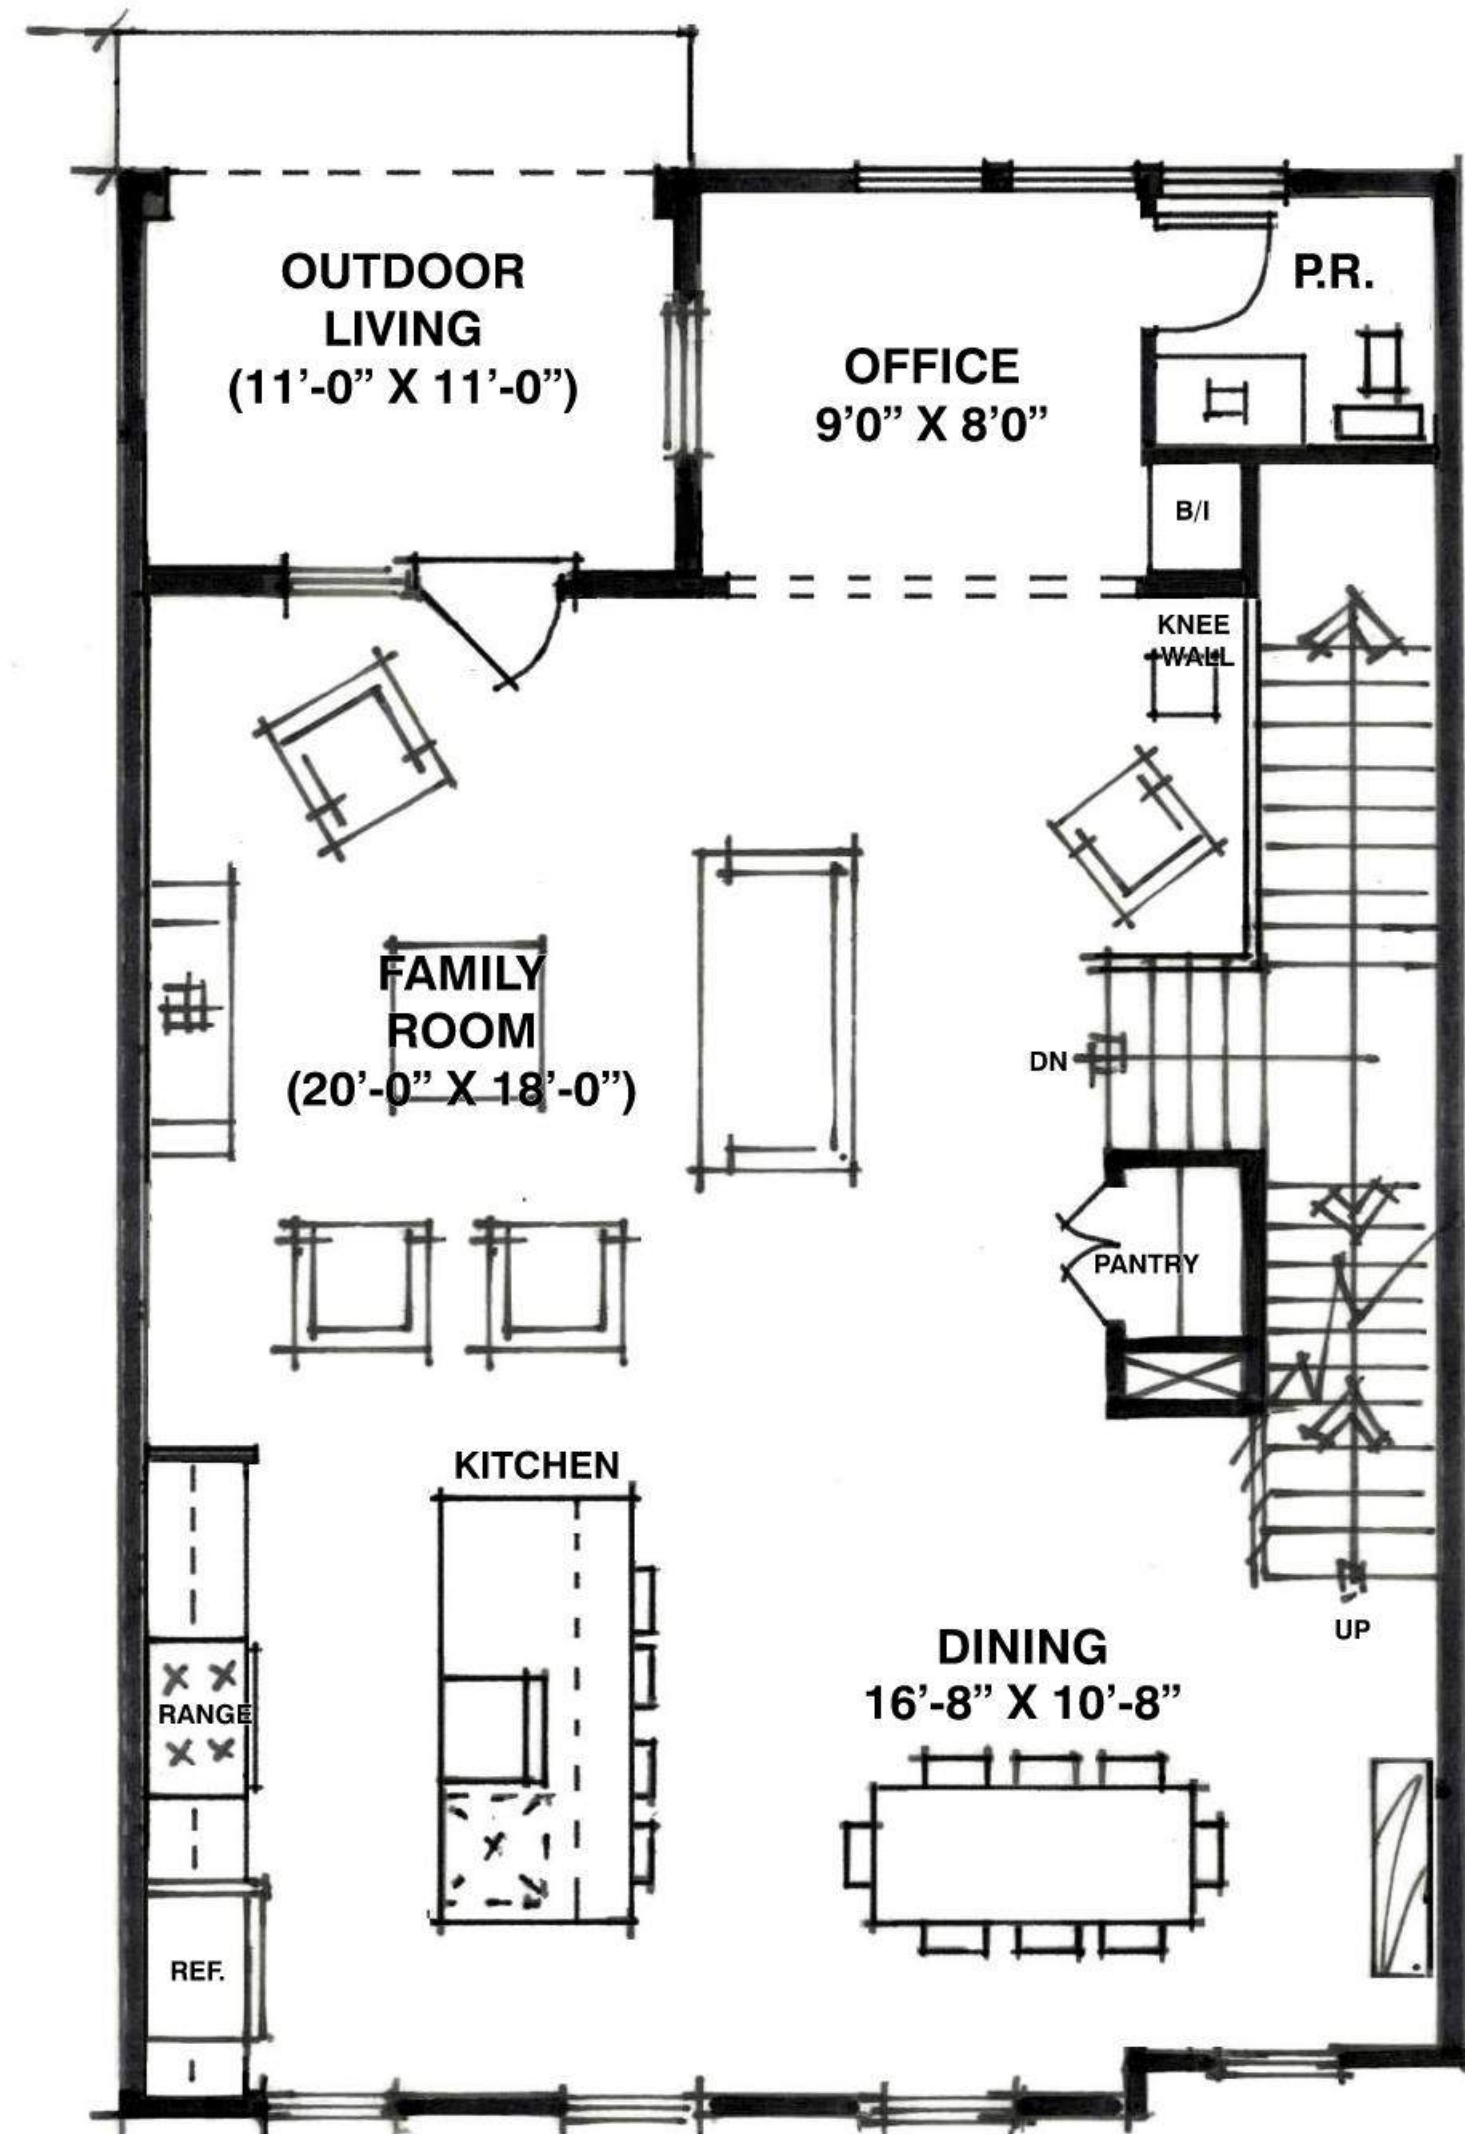 OUTDOOR
LIVING
(11’-0” X 11’-0”)
P.R.
OFFICE
9’0” X 8’0”
B/I
KNEE
WALL
FAMILY
ROOM
(20’-0” X 18’-0”)
DN
PANTRY
KITCHEN
UP
DINING
16’-8” X 10’-8”
RANGE
REF.